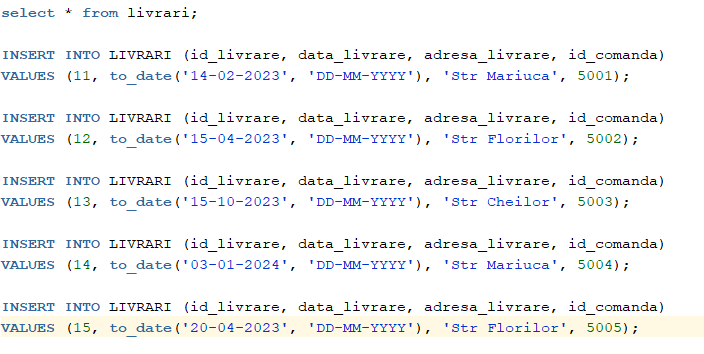 select * from livrari;
INSERT INTO LIVRARI (id_livrare, data_livrare, adresa_livrare, id_comanda)
VALUES (11, to_date('14-02-2023', 'DD-MM-YYYY'), 'Str Mariuca', 5001);
INSERT INTO LIVRARI (id_livrare, data_livrare, adresa_livrare, id_comanda)
VALUES (12, to_date('15-04-2023', 'DD-MM-YYYY'), 'Str Florilor', 5002);
INSERT INTO LIVRARI (id_livrare, data_livrare, adresa_livrare, id_comanda)
VALUES (13, to_date('15-10-2023', 'DD-MM-YYYY'), 'Str Cheilor', 5003);
INSERT INTO LIVRARI (id_livrare, data_livrare, adresa_livrare, id_comanda)
VALUES (14, to_date('03-01-2024', 'DD-MM-YYYY'), 'Str Mariuca', 5004);
INSERT INTO LIVRARI (id_livrare, data_livrare, adresa_livrare, id_comanda)
VALUES (15, to_date('20-04-2023', 'DD-MM-YYYY'), 'Str Florilor', 5005);